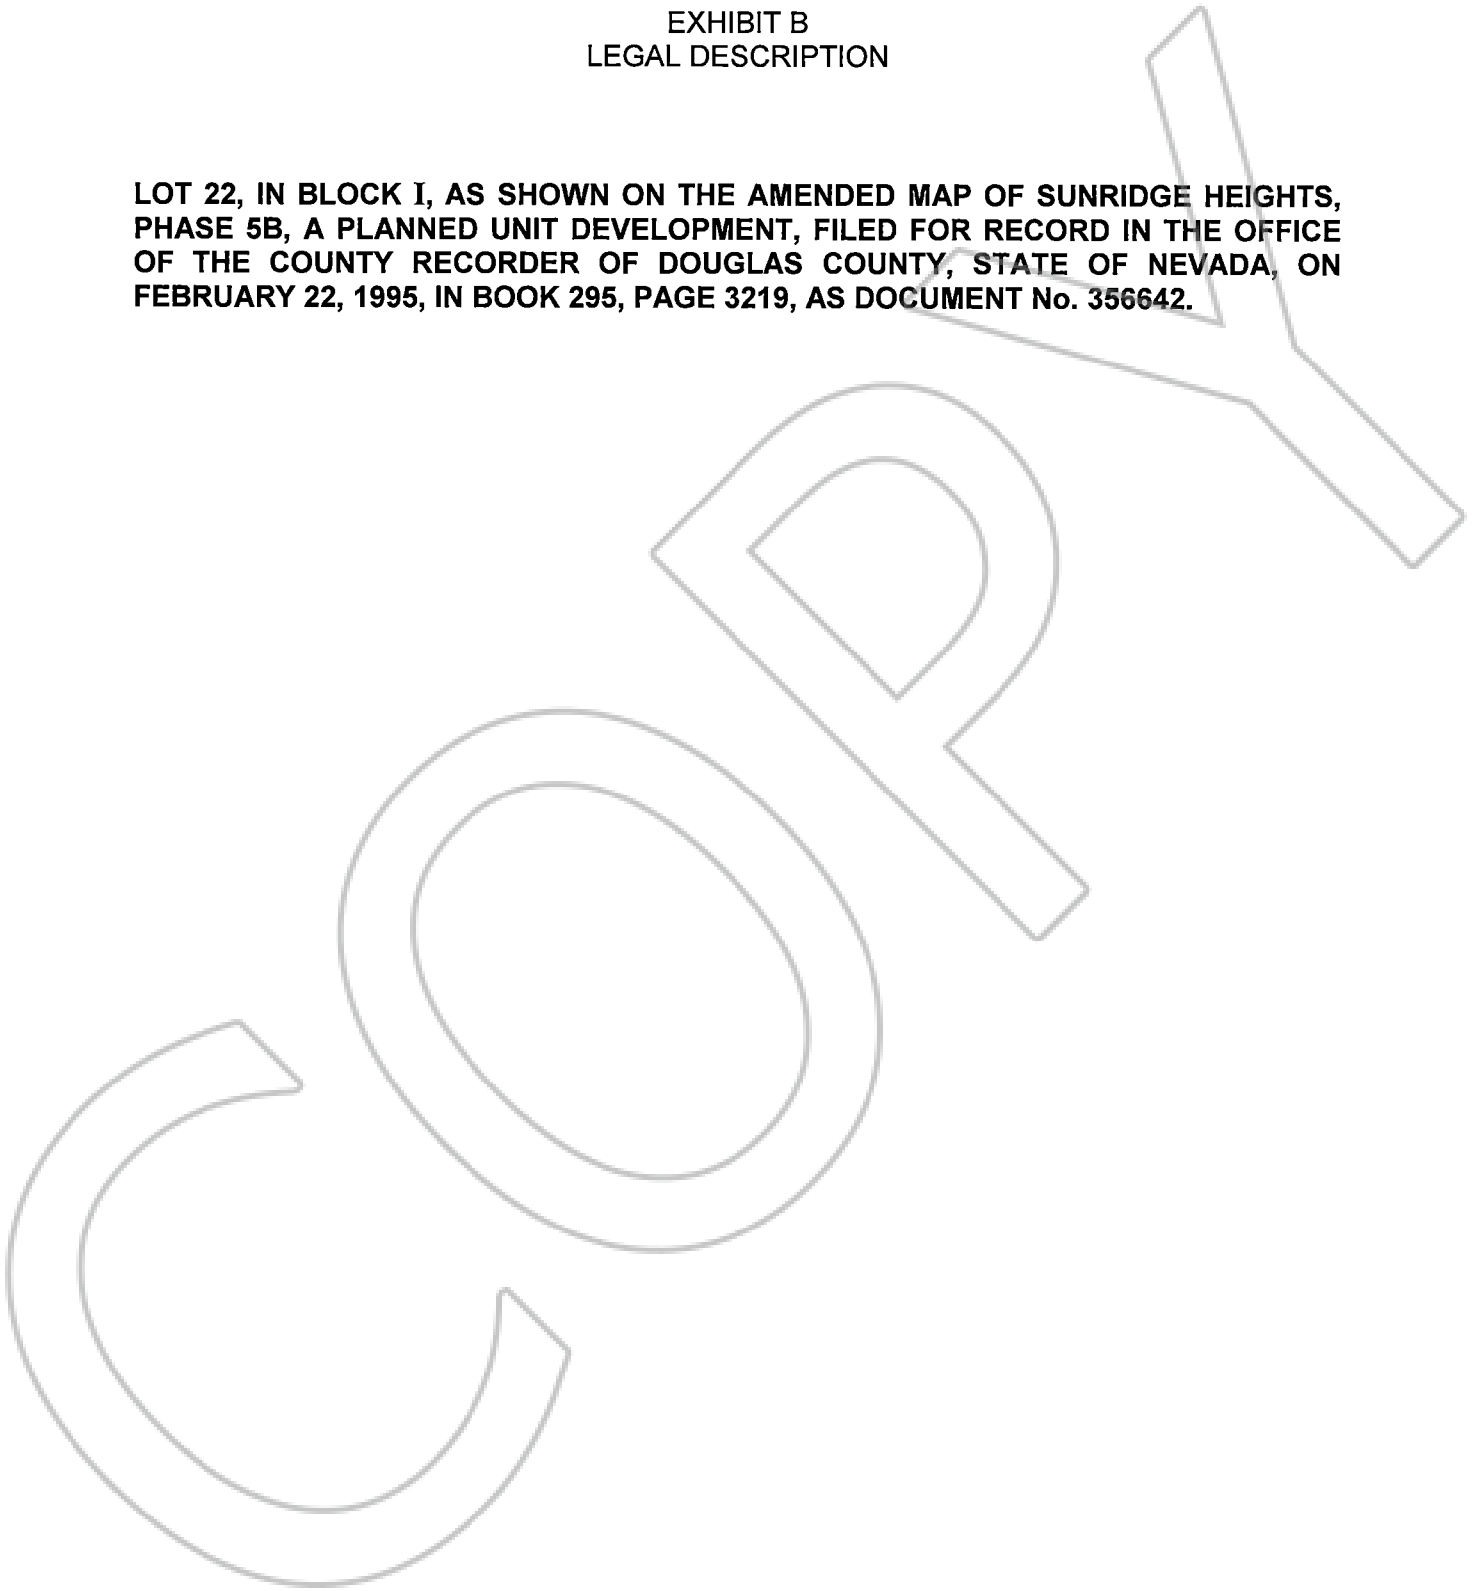 EXHIBIT B
LEGAL DESCRIPTION
LOT 22, IN BLOCK I, AS SHOWN ON THE AMENDED MAP OF SUNRIDGE HEIGHTS,
PHASE 5B, A PLANNED UNIT DEVELOPMENT, FILED FOR RECORD IN THE OFFICE
OF THE COUNTY RECORDER OF DOUGLAS COUNTY, STATE OF NEVADA, ON
FEBRUARY 22, 1995, IN BOOK 295, PAGE 3219, AS DOCUMENT No. 356642.
COPY